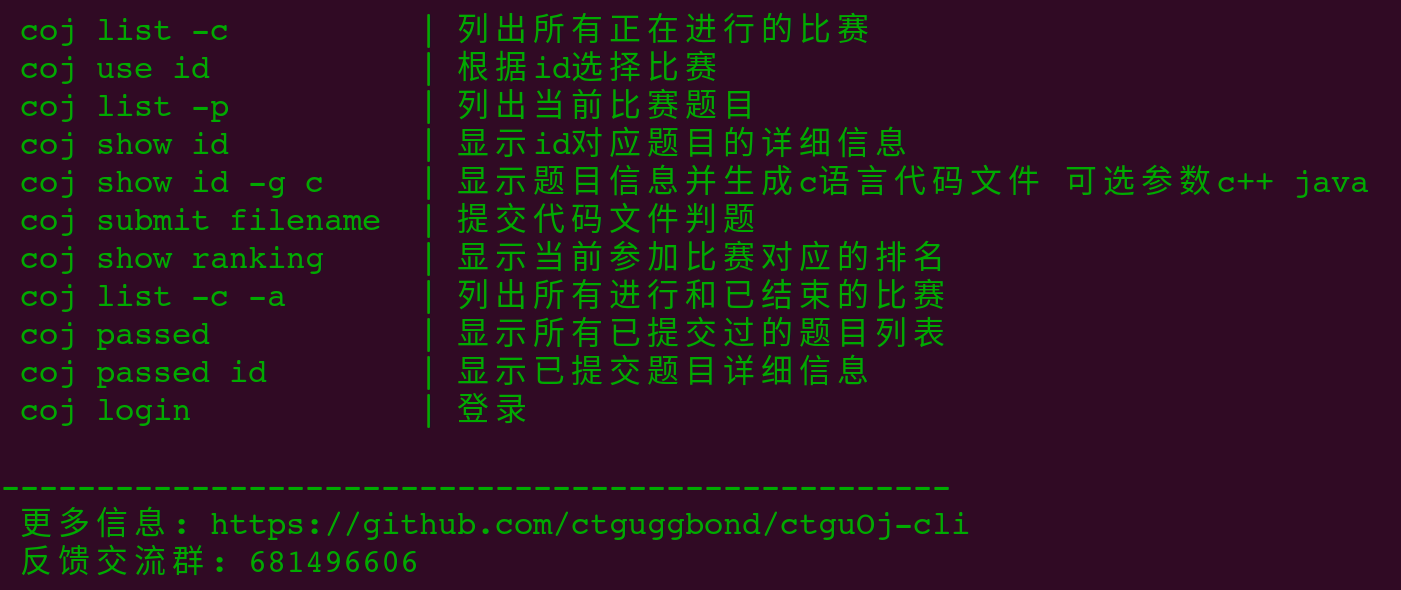 coj list -c | 列出所有正在进行的比赛
coj use id | 根据id选择比赛
coj list -p | 列出当前比赛题目
coj show id | 显示id对应题目的详细信息
coj show id -g c | 显示题目信息并生成c语言代码文件 可选参数c++ java
coj submit filename | 提交代码文件判题
coj show ranking | 显示当前参加比赛对应的排名
coj list -c -a | 列出所有进行和已结束的比赛
coj passed | 显示所有已提交过的题目列表
coj passed id | 显示已提交题目详细信息
coj login | 登录
--------------------------------------------------
更多信息：https://github.com/ctguggbond/ctguOj-cli
反馈交流群：681496606